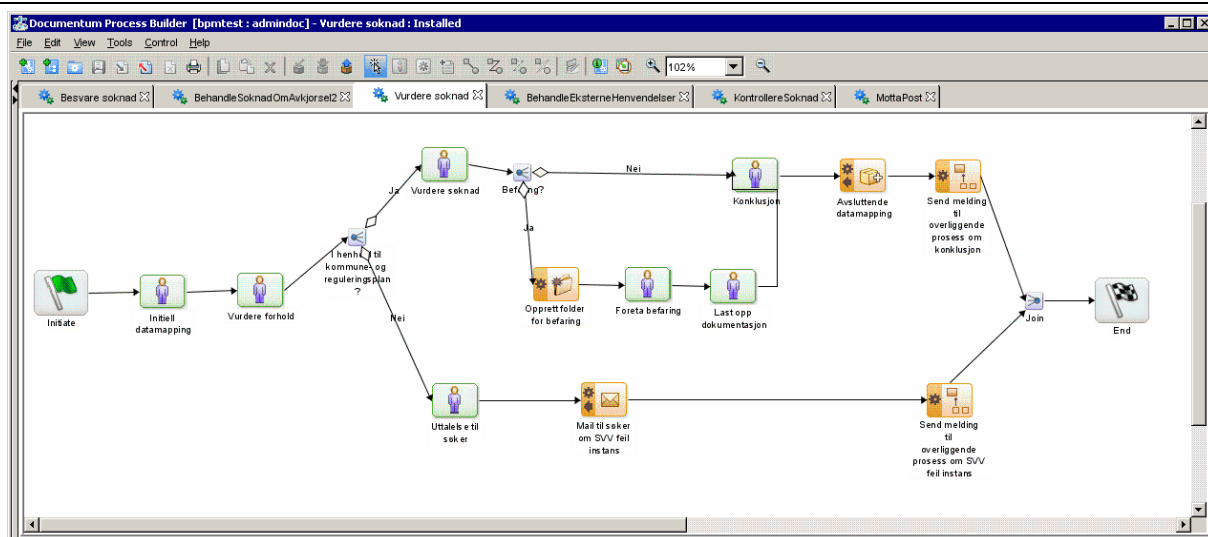 Documentum Process Builder [bpmtest : admindoc] - Vurdere soknad : Installed
File Edit View Tools Control Help
102%
Besvare soknad
BehandleSoknadOmAvkjorsel2
Vurdere soknad
BehandleEksterneHenvendelser
KontrollereSoknad
MottaPost
Vurdere søknad
Befaring?
Nei
Konklusjon
Avsluttende
datamapping
Send melding
til
overliggende
prosess om
konklusjon
Ja
Ja
I henhold til
kommune- og
reguleringsplan
?
Nei
Initiate
Initiell
datamapping
Vurdere forhold
Opprett folder
for befaring
Foreta befaring
Last opp
dokumentasjon
Join
End
Uttalelse til
søker
Mail til søker
om SVV feil
instans
Send melding
til
overliggende
prosess om SVV
feil instans